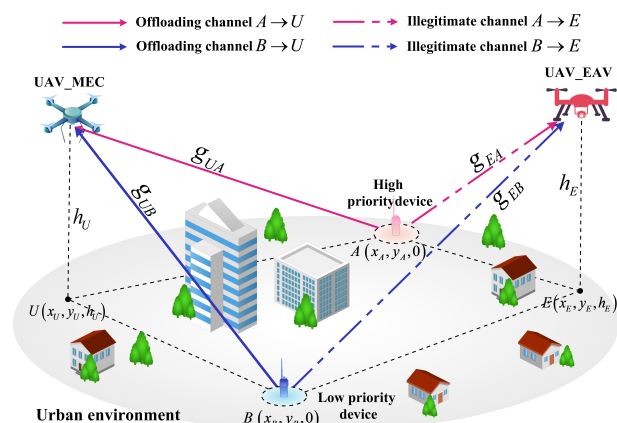 Offloading channel A → U
Illegitimate channel A → E
Offloading channel B → U
Illegitimate channel B → E
UAV_MEC
UAV_EAV
g_UA
g_EA
g_UB
g_EB
High
prioritydevice
h_U
h_E
A (x_A, y_A, 0)
U(x_U, y_U, h_U)
E(x_E, y_E, h_E)
Low priority
device
Urban environment
B (x_B, y_B, 0)